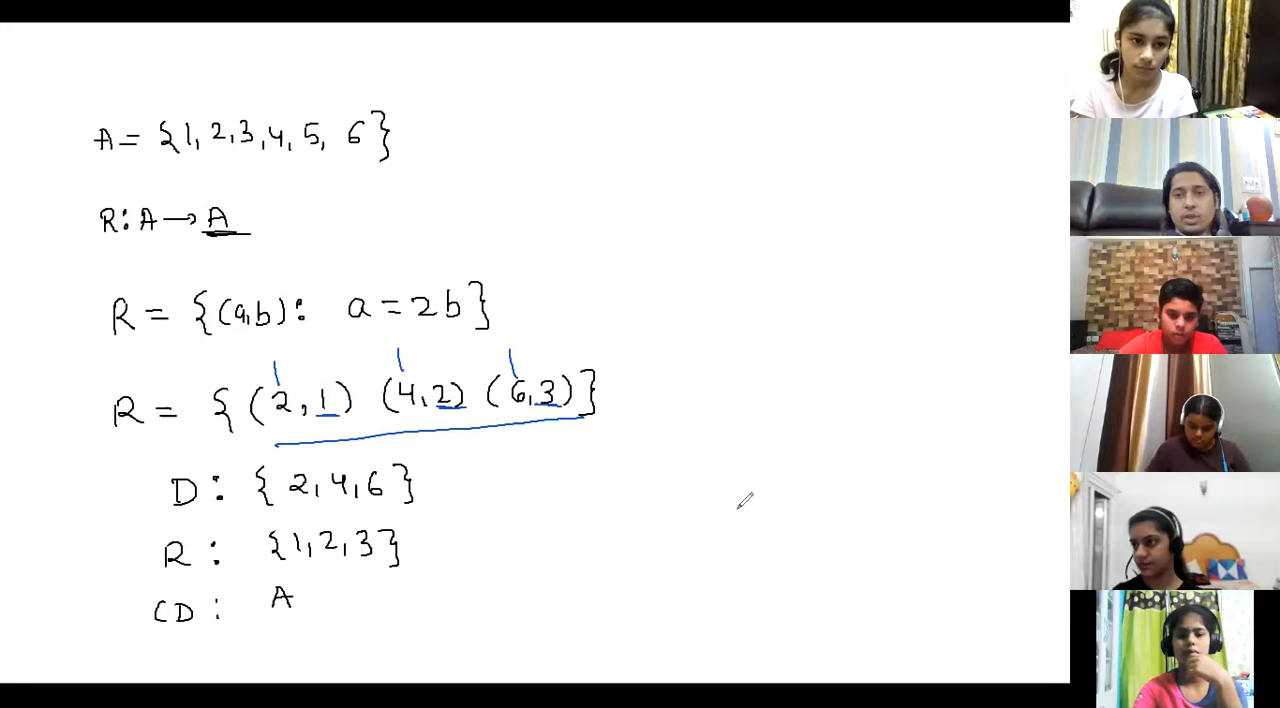 A = {1, 2, 3, 4, 5, 6}
R: A → A
R = {(a,b): a = 2b}
R = {(2, 1) (4, 2) (6, 3)}
D: {2, 4, 6}
R: {1, 2, 3}
CD: A